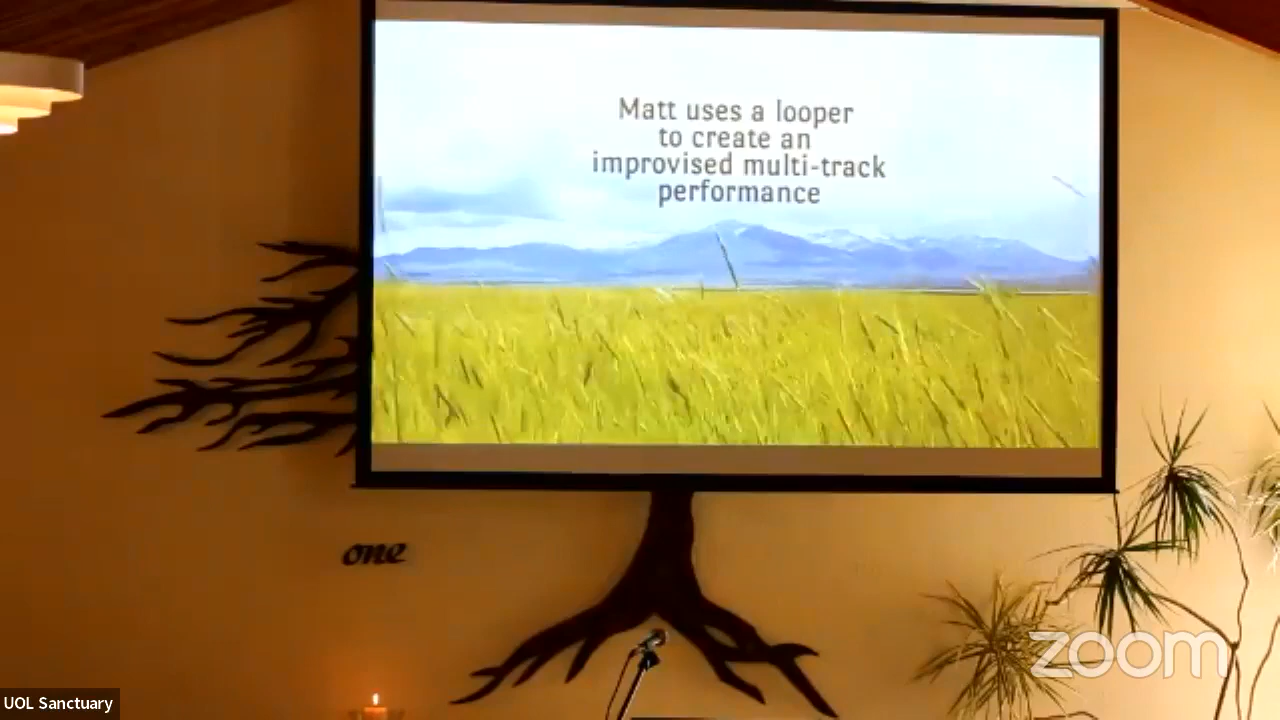 Matt uses a looper
to create an
improvised multi-track
performance
one
zoom
UOL Sanctuary